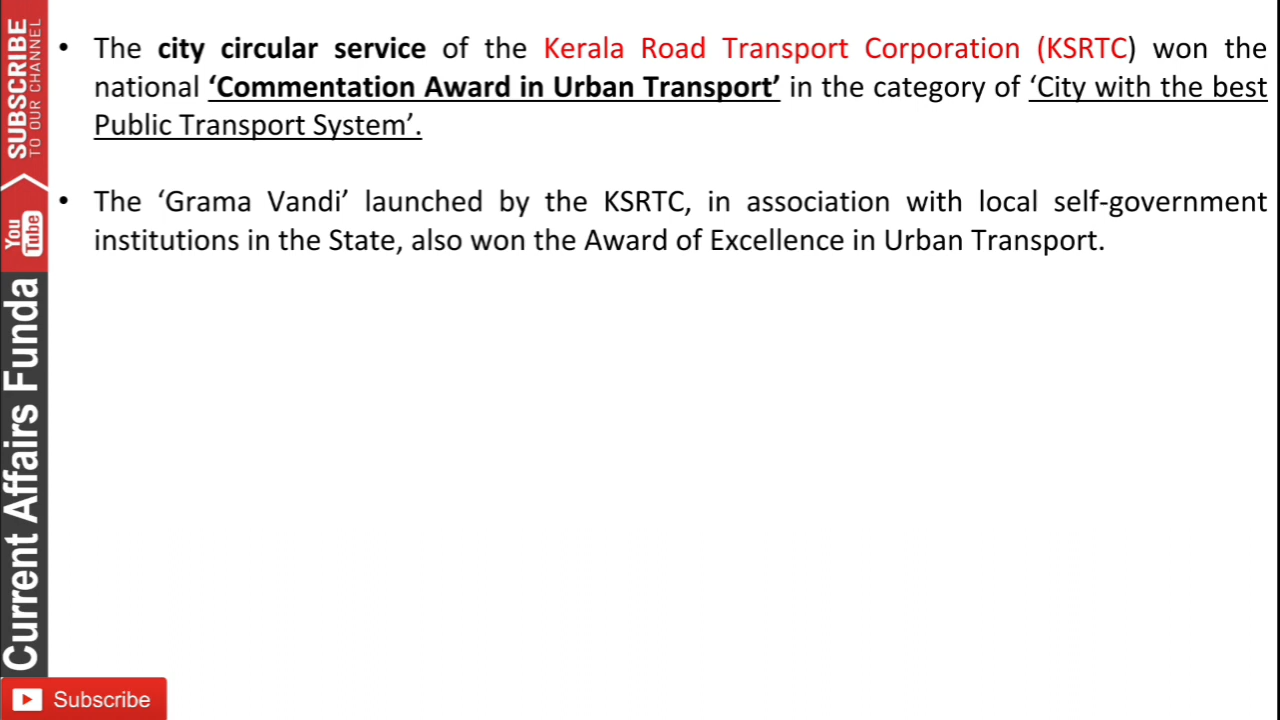 • The city circular service of the Kerala Road Transport Corporation (KSRTC) won the
national ‘Commentation Award in Urban Transport’ in the category of ‘City with the best
Public Transport System’.
• The ‘Grama Vandi’ launched by the KSRTC, in association with local self-government
institutions in the State, also won the Award of Excellence in Urban Transport.
SUBSCRIBE
TO OUR CHANNEL
You
Tube
Current Affairs Funda
Subscribe